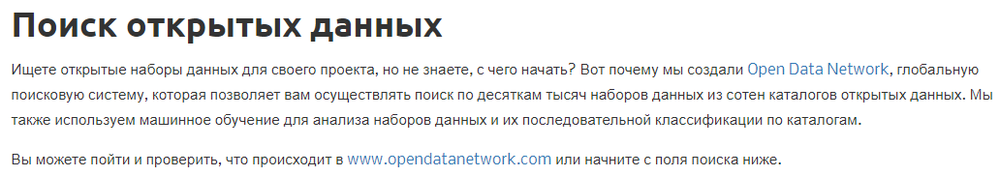 Поиск открытых данных
Ищете открытые наборы данных для своего проекта, но не знаете, с чего начать? Вот почему мы создали Open Data Network, глобальную
поисковую систему, которая позволяет вам осуществлять поиск по десяткам тысяч наборов данных из сотен каталогов открытых данных. Мы
также используем машинное обучение для анализа наборов данных и их последовательной классификации по каталогам.
Вы можете пойти и проверить, что происходит в www.opendatanetwork.com или начните с поля поиска ниже.